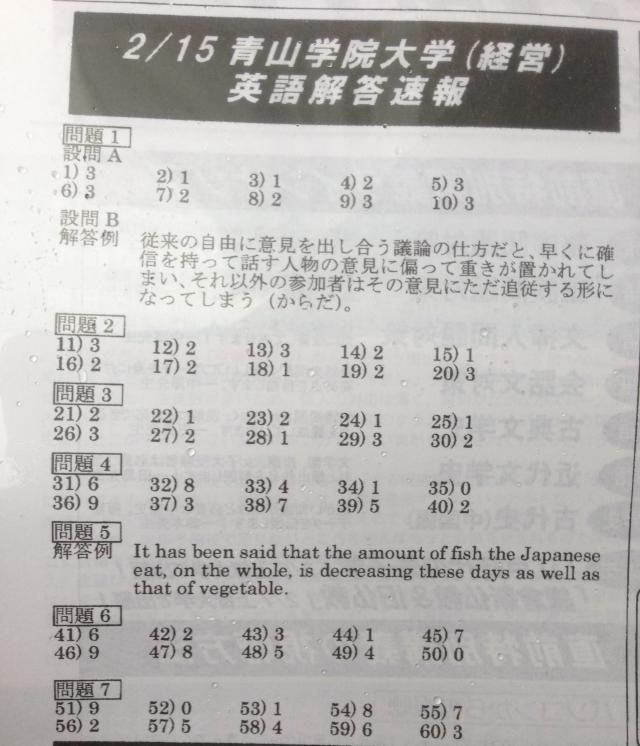 2/15 青山学院大学(経営)
英語解答速報
問題1
設問A
1) 3 2) 1 3) 1 4) 2 5) 3
6) 3 7) 2 8) 2 9) 3 10) 3
設問B
解答例 従来の自由に意見を出し合う議論の仕方だと、早くに確
信を持って話す人物の意見に偏って重きが置かれてし
まい、それ以外の参加者はその意見にただ追従する形に
なってしまう(からだ)。
問題2
11) 3 12) 2 13) 3 14) 2 15) 1
16) 2 17) 2 18) 1 19) 2 20) 3
問題3
21) 2 22) 1 23) 2 24) 1 25) 1
26) 3 27) 2 28) 1 29) 3 30) 2
問題4
31) 6 32) 8 33) 4 34) 1 35) 0
36) 9 37) 3 38) 7 39) 5 40) 2
問題5
解答例 It has been said that the amount of fish the Japanese
eat, on the whole, is decreasing these days as well as
that of vegetable.
問題6
41) 6 42) 2 43) 3 44) 1 45) 7
46) 9 47) 8 48) 5 49) 4 50) 0
問題7
51) 9 52) 0 53) 1 54) 8 55) 7
56) 2 57) 5 58) 4 59) 6 60) 3